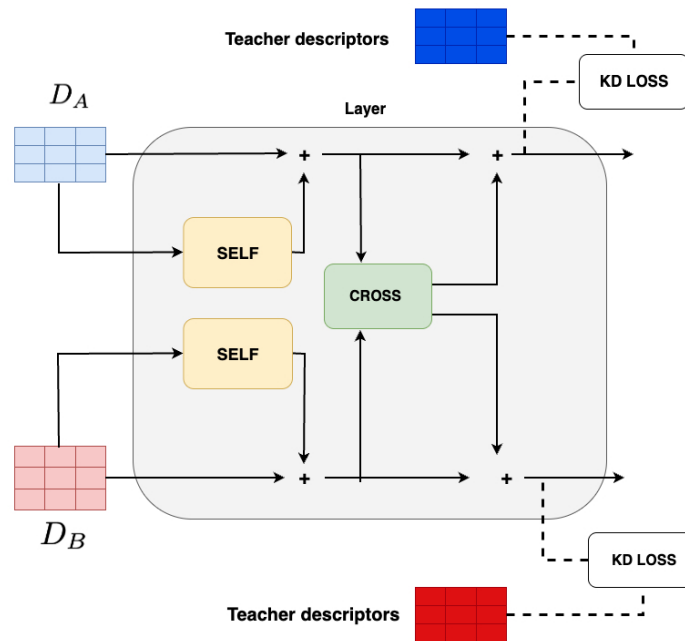 Teacher descriptors
KD LOSS
D_A
Layer
+
+
SELF
CROSS
SELF
+
+
D_B
KD LOSS
Teacher descriptors